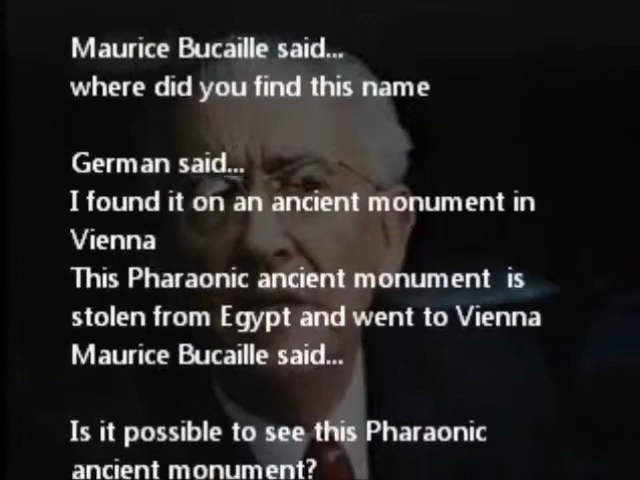 Maurice Bucaille said...
where did you find this name
German said...
I found it on an ancient monument in
Vienna
This Pharaonic ancient monument is
stolen from Egypt and went to Vienna
Maurice Bucaille said...
Is it possible to see this Pharaonic
ancient monument?